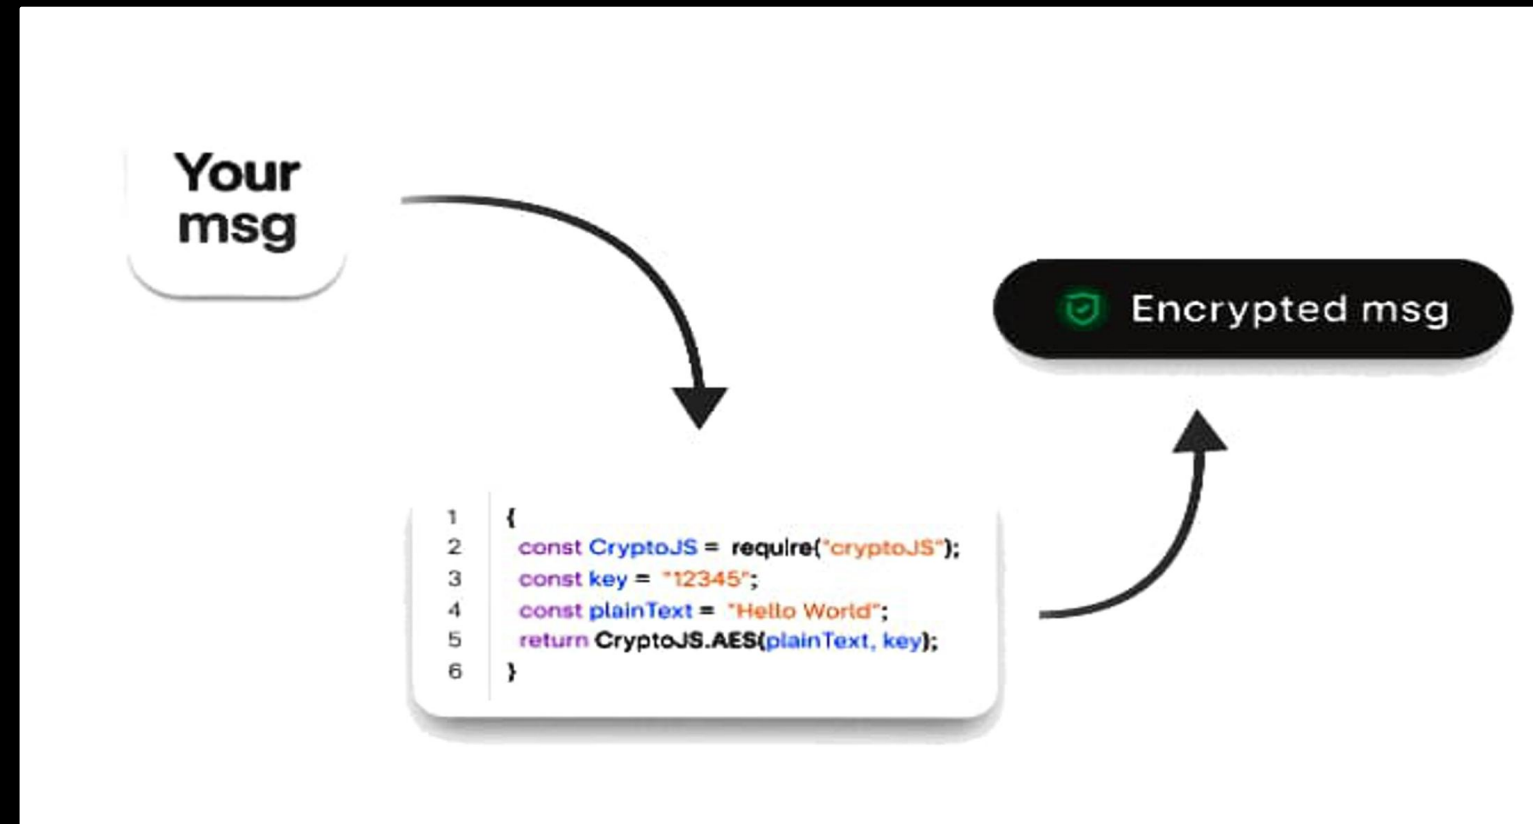 Your
msg
Encrypted msg
1 {
2 const CryptoJS = require("cryptoJS");
3 const key = "12345";
4 const plainText = "Hello World";
5 return CryptoJS.AES(plainText, key);
6 }